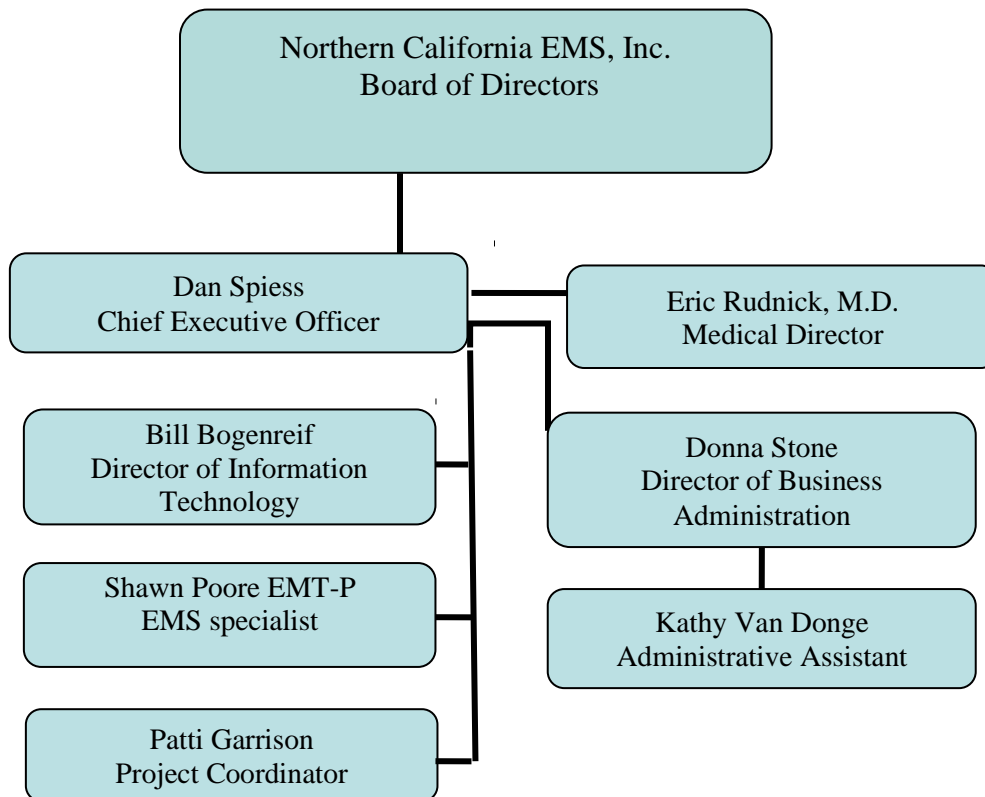 Northern California EMS, Inc.
Board of Directors
Dan Spiess
Chief Executive Officer
Eric Rudnick, M.D.
Medical Director
Bill Bogenreif
Director of Information
Technology
Donna Stone
Director of Business
Administration
Shawn Poore EMT-P
EMS specialist
Kathy Van Donge
Administrative Assistant
Patti Garrison
Project Coordinator